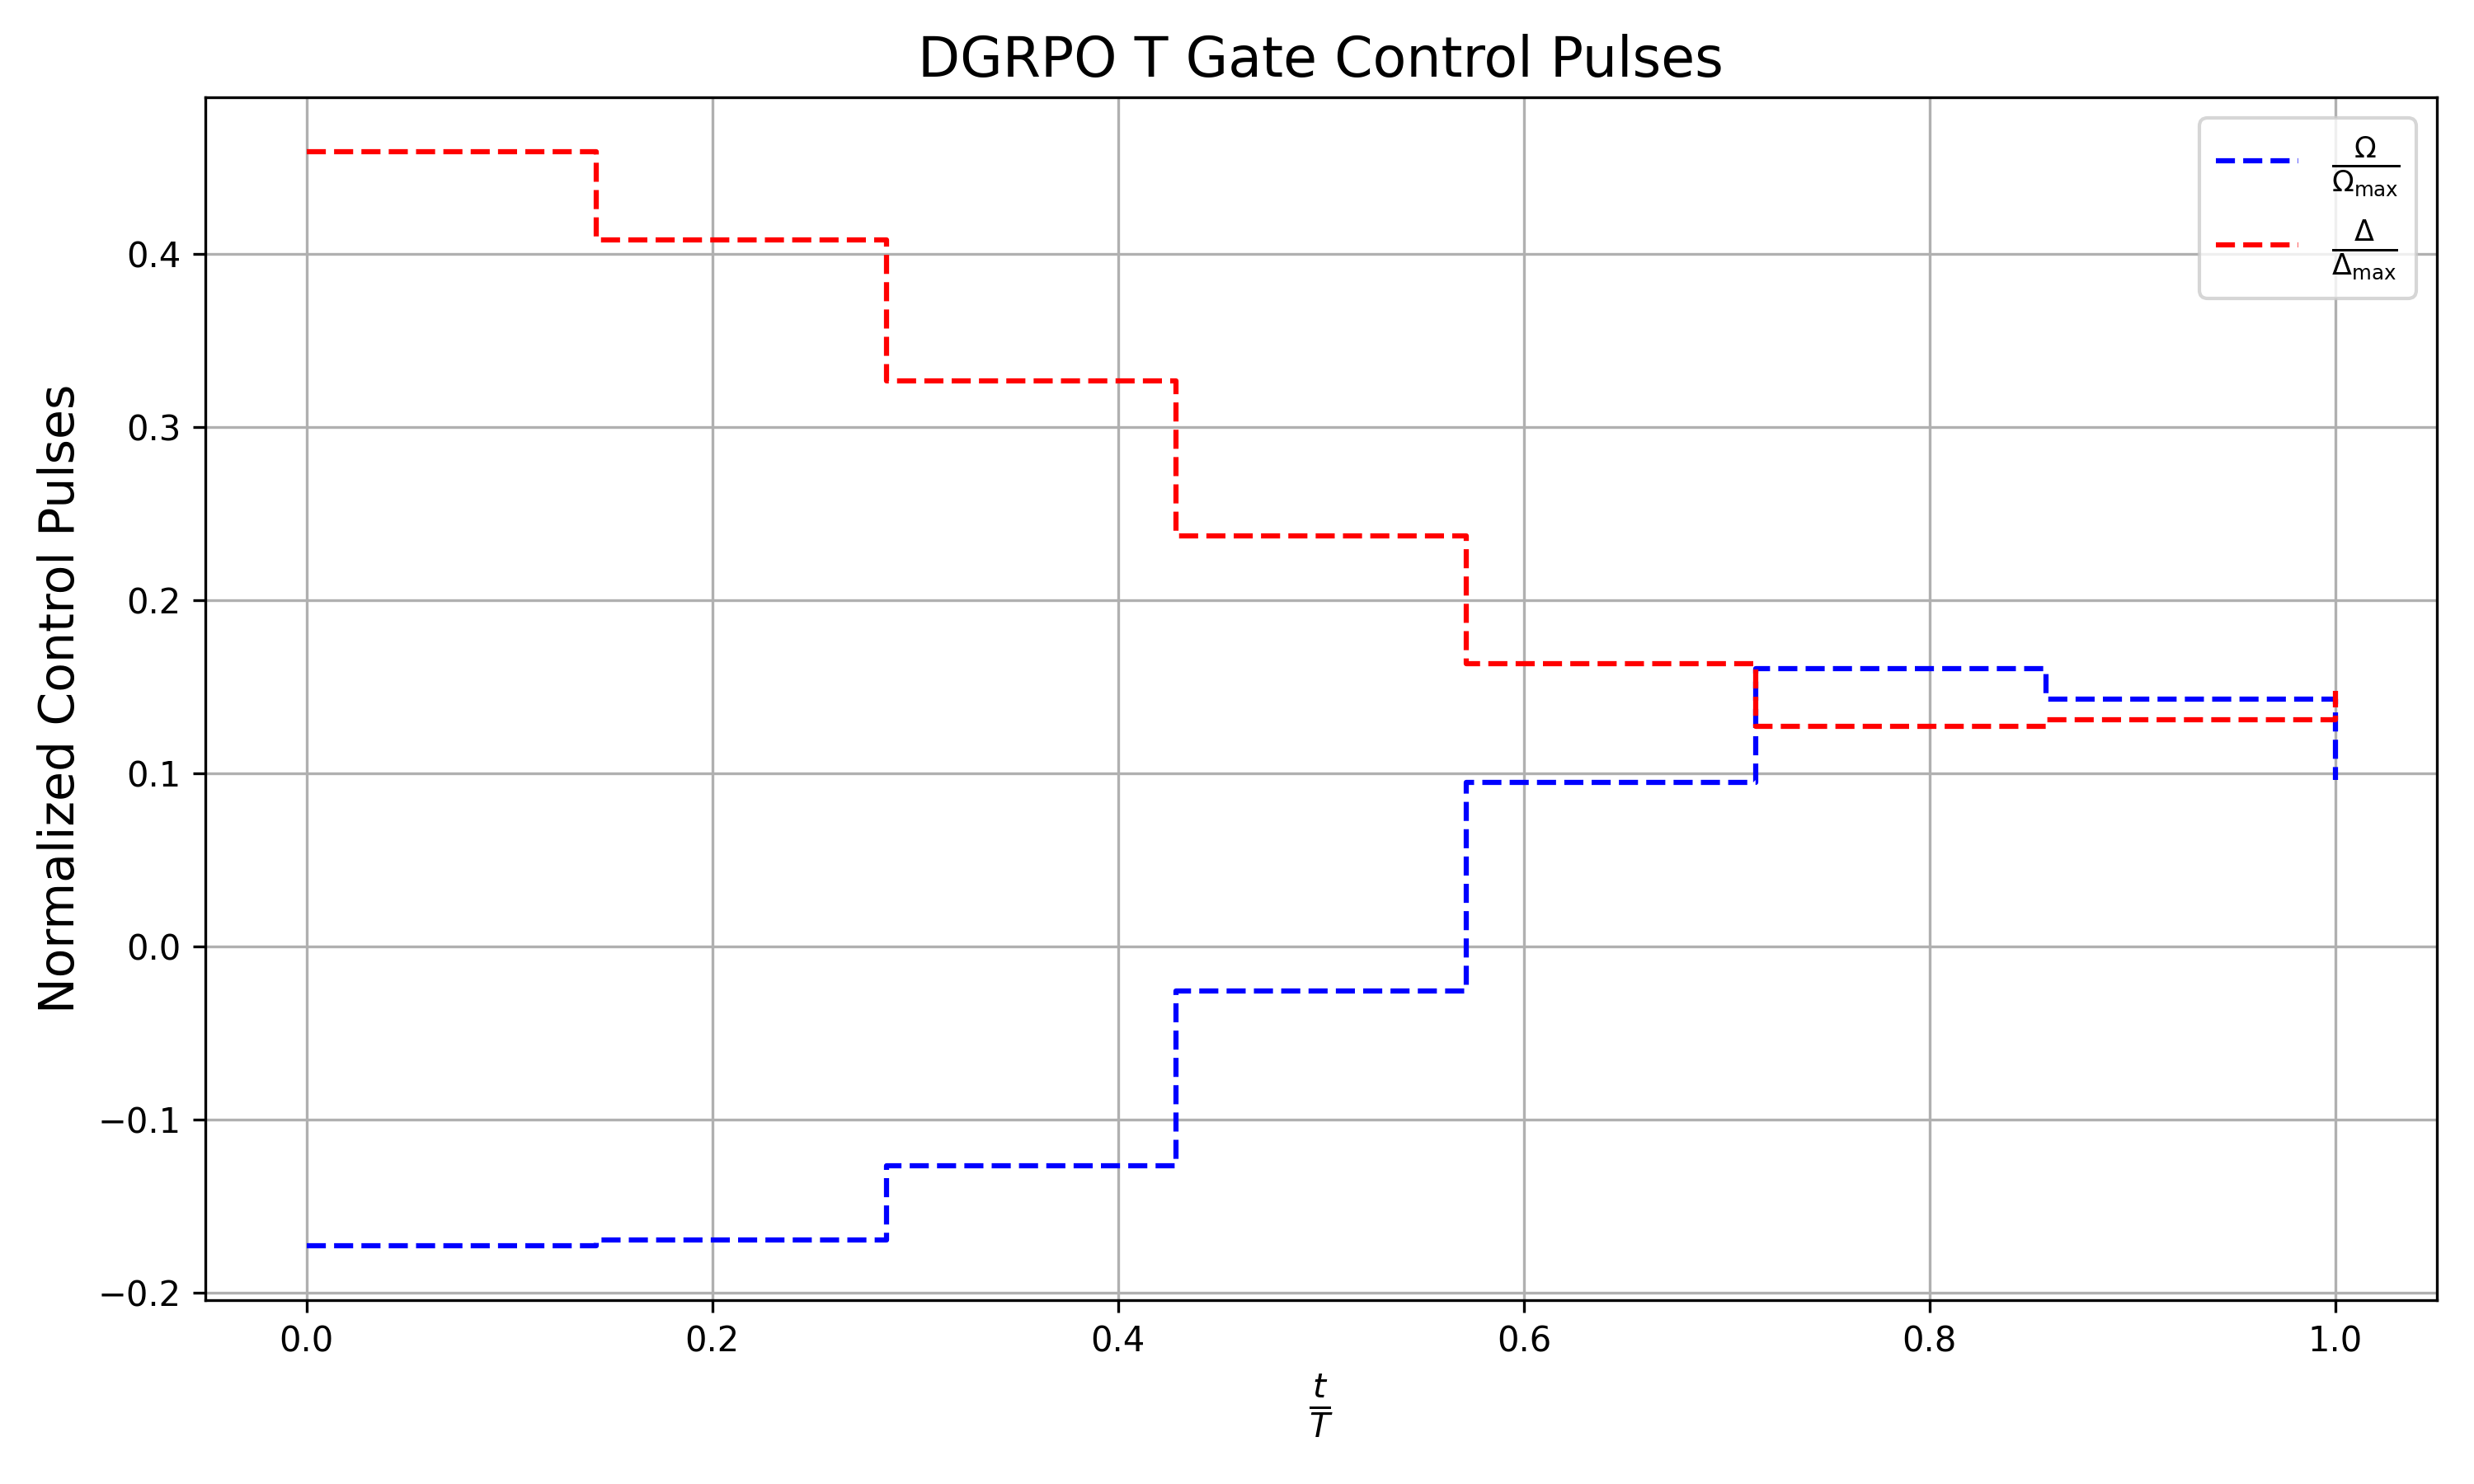 DGRPO T Gate Control Pulses
Normalized Control Pulses
0.4
0.3
0.2
0.1
0.0
−0.1
−0.2
0.0 0.2 0.4 0.6 0.8 1.0
t
T
Ω
Ωmax
Δ
Δmax